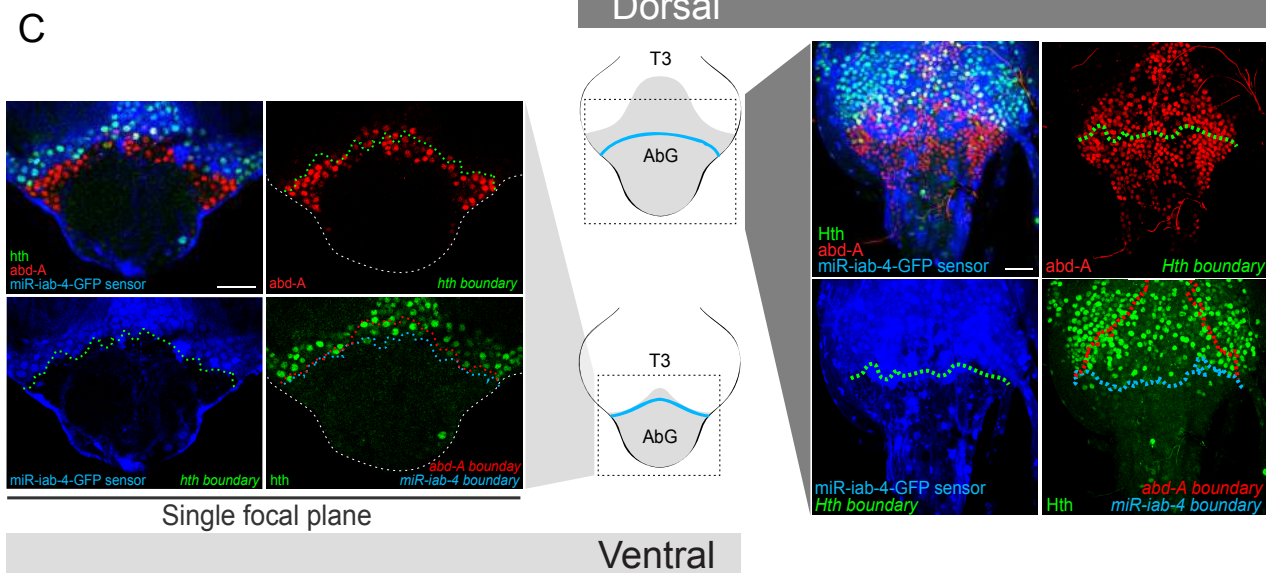 Dorsal
C
T3
AbG
hth
abd-A
miR-iab-4-GFP sensor
abd-A
hth boundary
Hth
abd-A
miR-iab-4-GFP sensor
abd-A
Hth boundary
T3
AbG
miR-iab-4-GFP sensor
hth boundary
hth
abd-A bounday
miR-iab-4 boundary
miR-iab-4-GFP sensor
Hth boundary
Hth
abd-A boundary
miR-iab-4 boundary
Single focal plane
Ventral